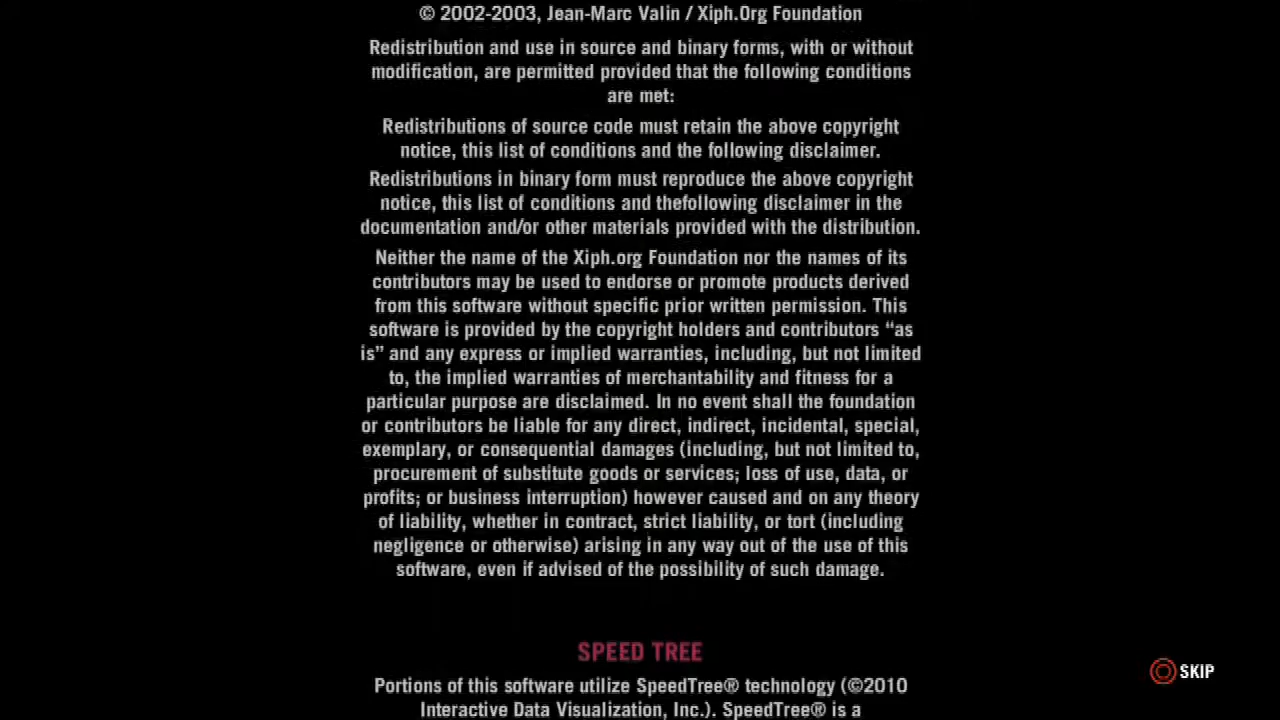 © 2002-2003, Jean-Marc Valin / Xiph.Org Foundation
Redistribution and use in source and binary forms, with or without
modification, are permitted provided that the following conditions
are met:
Redistributions of source code must retain the above copyright
notice, this list of conditions and the following disclaimer.
Redistributions in binary form must reproduce the above copyright
notice, this list of conditions and thefollowing disclaimer in the
documentation and/or other materials provided with the distribution.
Neither the name of the Xiph.org Foundation nor the names of its
contributors may be used to endorse or promote products derived
from this software without specific prior written permission. This
software is provided by the copyright holders and contributors “as
is” and any express or implied warranties, including, but not limited
to, the implied warranties of merchantability and fitness for a
particular purpose are disclaimed. In no event shall the foundation
or contributors be liable for any direct, indirect, incidental, special,
exemplary, or consequential damages (including, but not limited to,
procurement of substitute goods or services; loss of use, data, or
profits; or business interruption) however caused and on any theory
of liability, whether in contract, strict liability, or tort (including
negligence or otherwise) arising in any way out of the use of this
software, even if advised of the possibility of such damage.
SPEED TREE
SKIP
Portions of this software utilize SpeedTree® technology (©2010
Interactive Data Visualization, Inc.). SpeedTree® is a